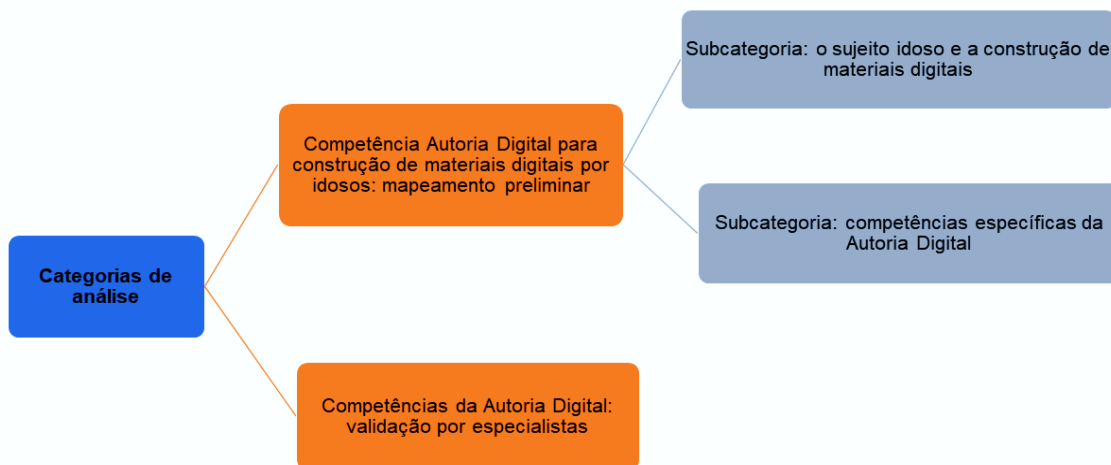 Categorias de
análise
Competência Autoria Digital para
construção de materiais digitais por
idosos: mapeamento preliminar
Subcategoria: o sujeito idoso e a construção de
materiais digitais
Subcategoria: competências específicas da
Autoria Digital
Competências da Autoria Digital:
validação por especialistas